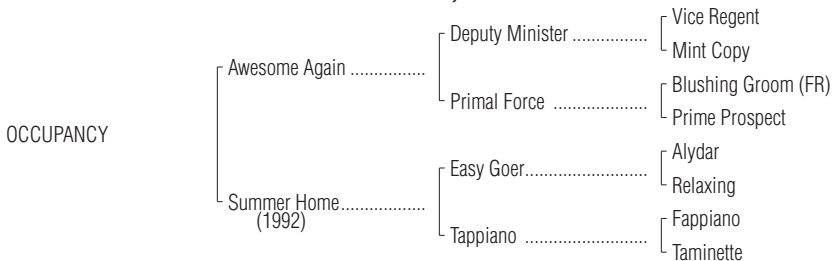 Vice Regent
Deputy Minister ................
Mint Copy
Awesome Again ................
Blushing Groom (FR)
Primal Force ....................
Prime Prospect
OCCUPANCY
Alydar
Easy Goer..........................
Relaxing
Summer Home..................
(1992)
Fappiano
Tappiano ..........................
Taminette